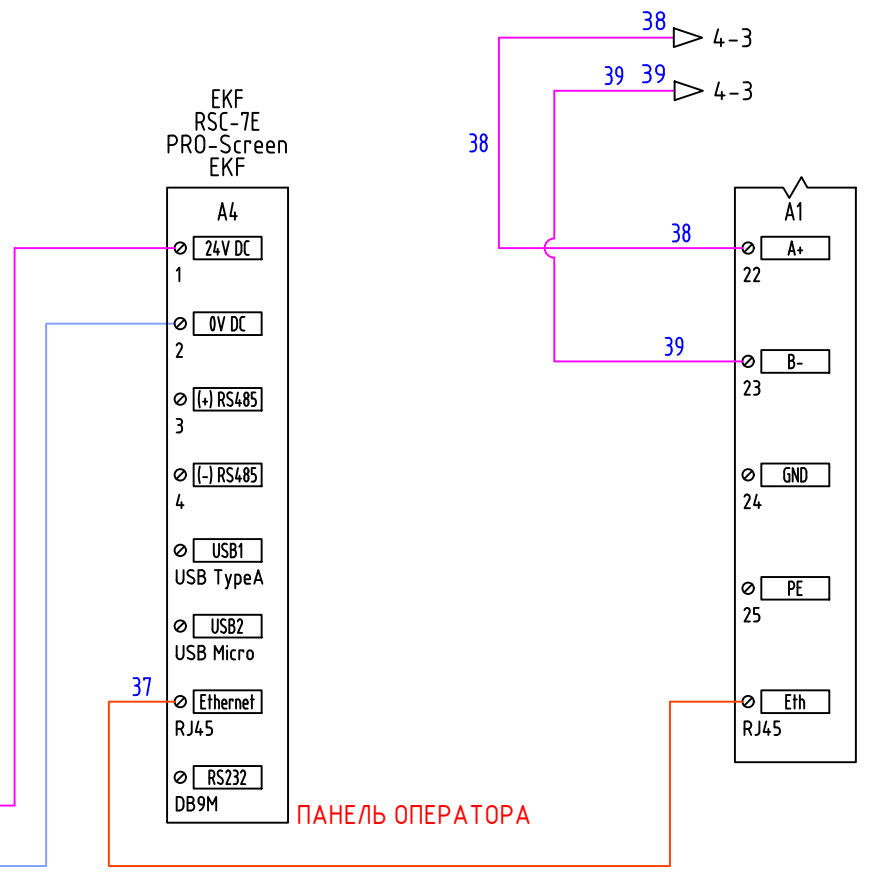 38
4-3
39 39
4-3
EKF
RSC-7E
PRO-Screen
EKF
38
A4
A1
38
24V DC
A+
1
22
0V DC
2
39
B-
23
(+) RS485
3
(-) RS485
GND
4
24
USB1
USB TypeA
PE
25
USB2
USB Micro
37
Ethernet
Eth
RJ45
RJ45
RS232
DB9M
ПАНЕЛЬ ОПЕРАТОРА